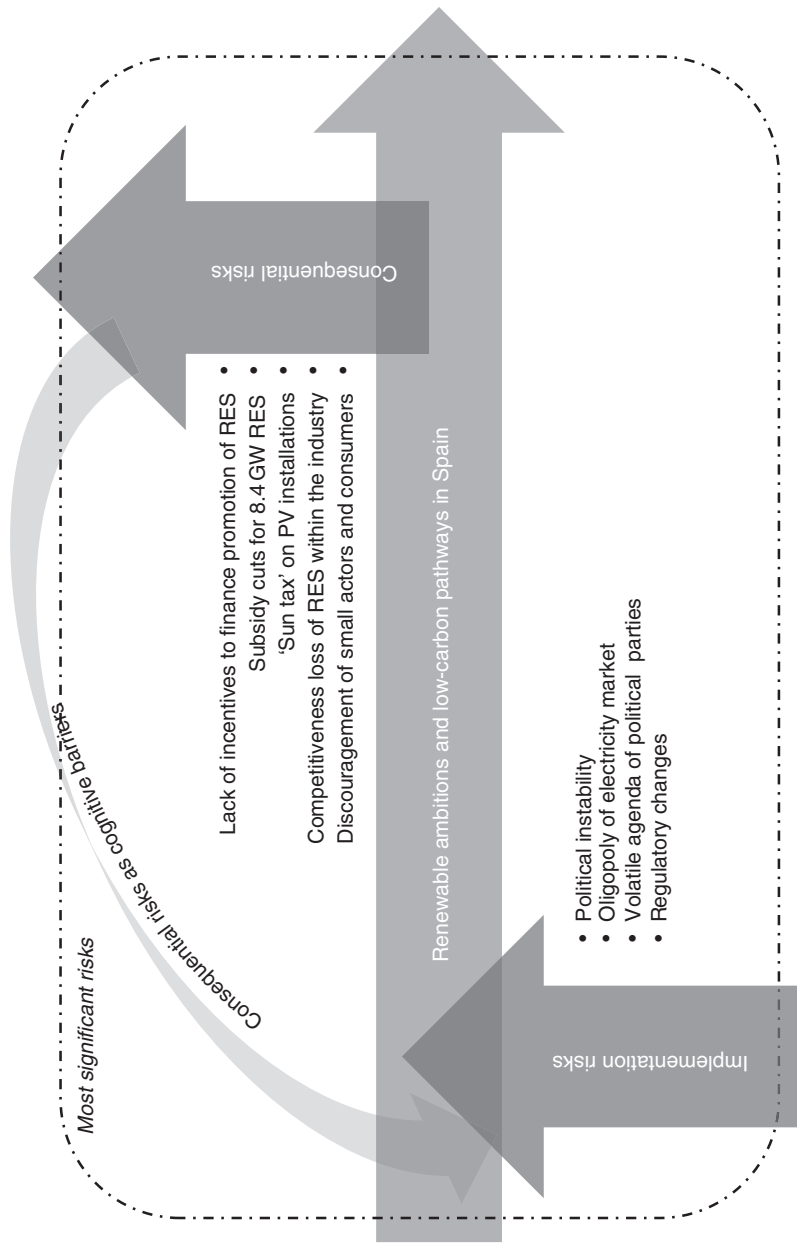 Most significant risks
Consequential risks as cognitive barriers
Consequential risks
• Lack of incentives to finance promotion of RES
• Subsidy cuts for 8.4 GW RES
• 'Sun tax' on PV installations
• Competitiveness loss of RES within the industry
• Discouragement of small actors and consumers
Renewable ambitions and low-carbon pathways in Spain
• Political instability
• Oligopoly of electricity market
• Volatile agenda of political parties
• Regulatory changes
Implementation risks